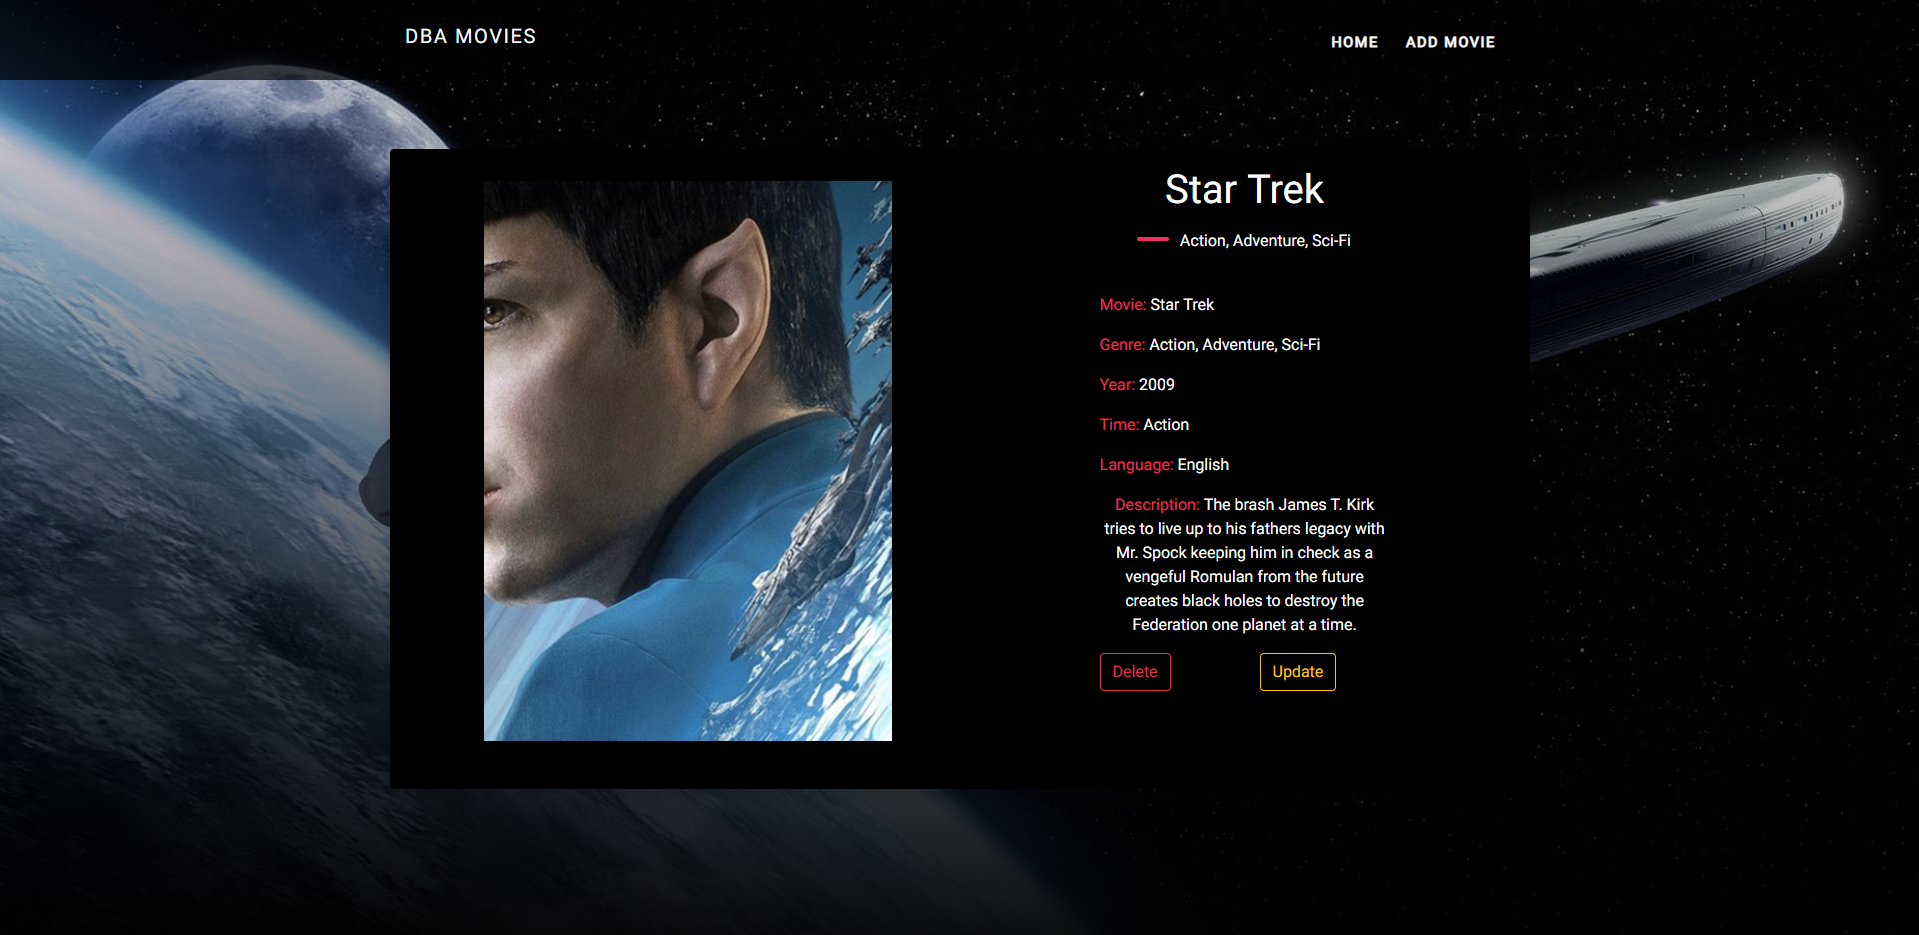 DBA MOVIES
HOME ADD MOVIE
Star Trek
Action, Adventure, Sci-Fi
Movie: Star Trek
Genre: Action, Adventure, Sci-Fi
Year: 2009
Time: Action
Language: English
Description: The brash James T. Kirk
tries to live up to his fathers legacy with
Mr. Spock keeping him in check as a
vengeful Romulan from the future
creates black holes to destroy the
Federation one planet at a time.
Delete Update